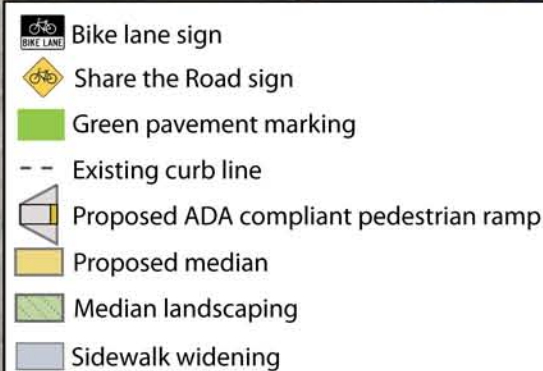 BIKE LANE Bike lane sign
Share the Road sign
Green pavement marking
Existing curb line
Proposed ADA compliant pedestrian ramp
Proposed median
Median landscaping
Sidewalk widening